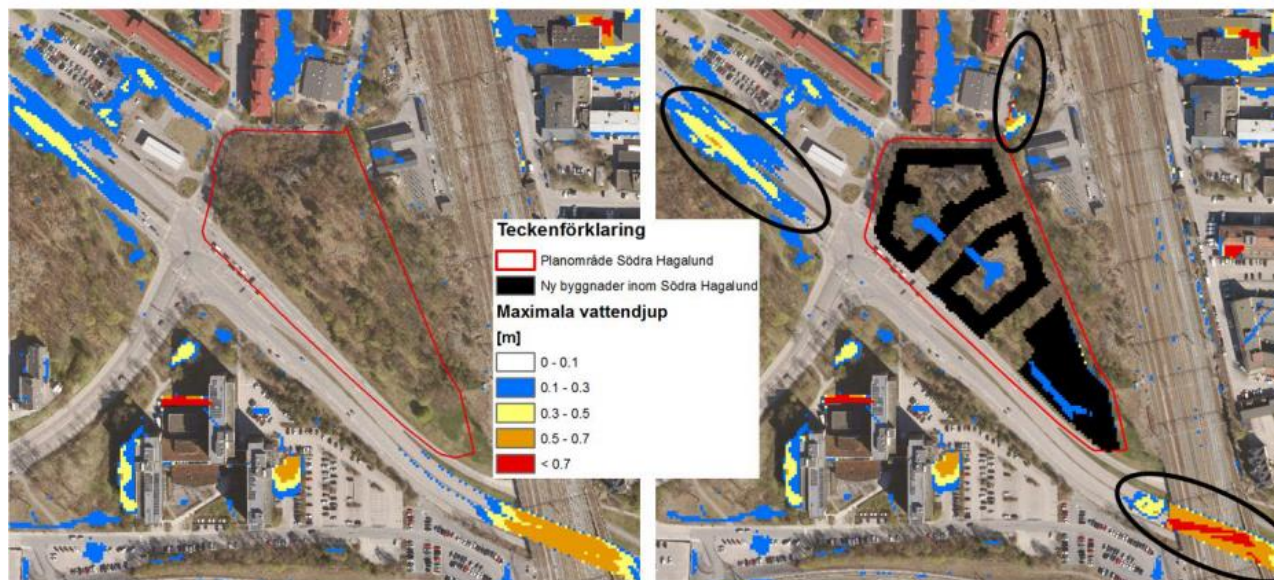 Teckenförklaring
Planområde Södra Hagalund
Ny byggnader inom Södra Hagalund
Maximala vattendjup
[m]
0 - 0.1
0.1 - 0.3
0.3 - 0.5
0.5 - 0.7
< 0.7